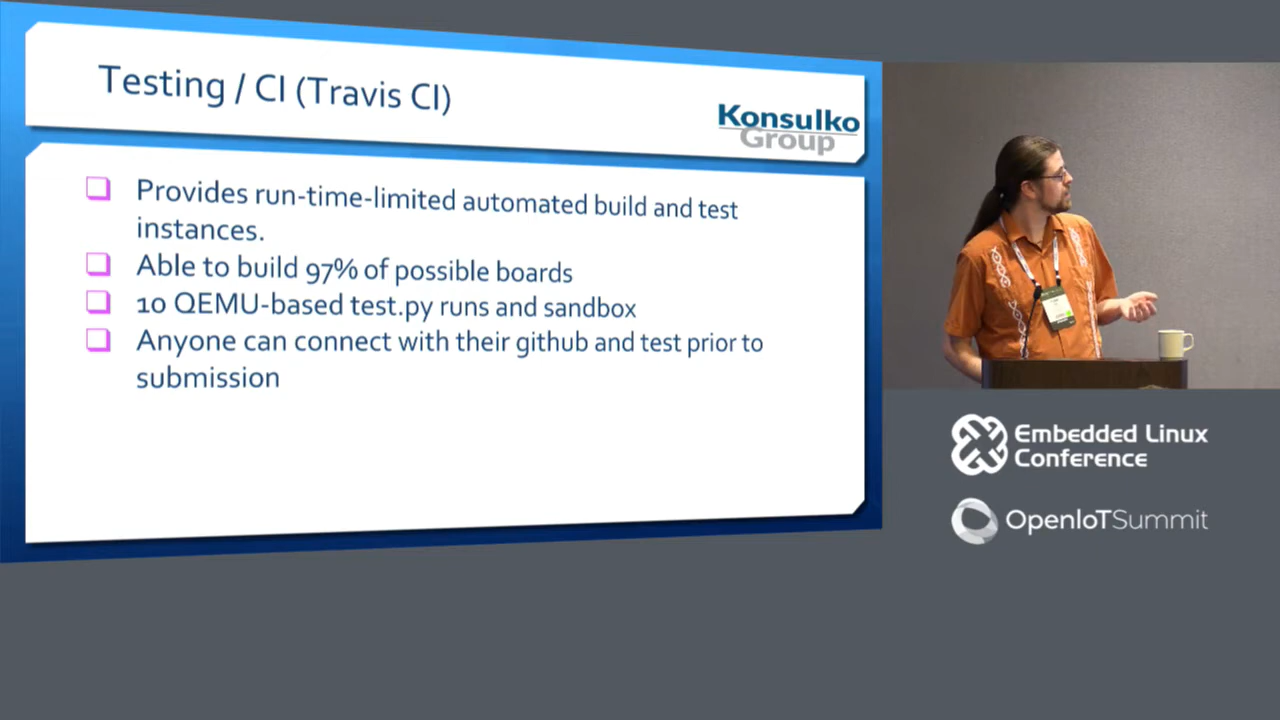 Testing / CI (Travis CI)
Konsulko
Group
Provides run-time-limited automated build and test
instances.
Able to build 97% of possible boards
10 QEMU-based test.py runs and sandbox
Anyone can connect with their github and test prior to
submission
Embedded Linux
Conference
OpenIoTSummit